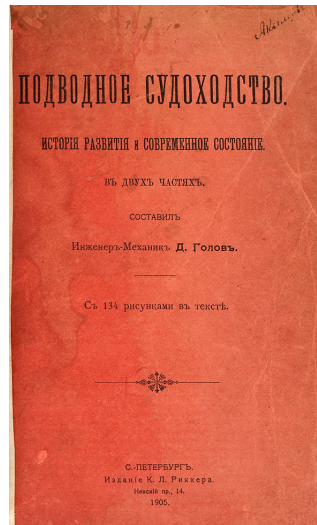 ПОДВОДНОЕ СУДОХОДСТВО.
ИСТОРІЯ РАЗВИТІЯ и СОВРЕМЕННОЕ СОСТОЯНІЕ.
ВЪ ДВУХЪ ЧАСТЯХЪ.
СОСТАВИЛЪ
Инженеръ-Механикъ Д. Головъ.
Съ 134 рисунками въ текстѣ.
С.-ПЕТЕРБУРГЪ.
Изданіе К. Л. Риккера.
Невскій пр., 14.
1905.